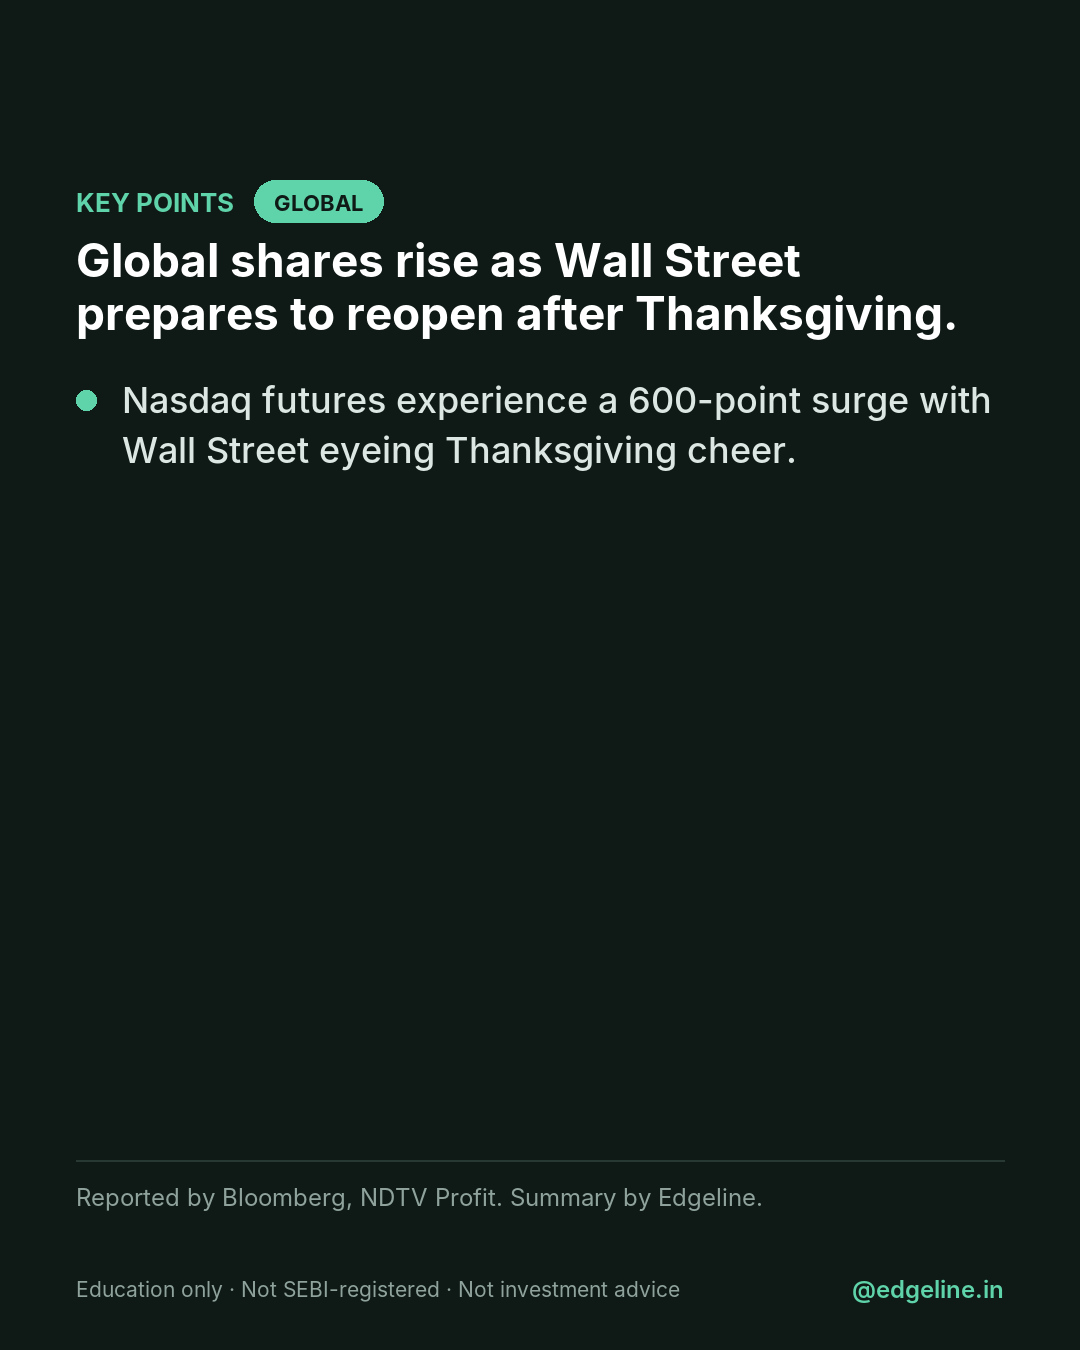 KEY POINTS GLOBAL
Global shares rise as Wall Street
prepares to reopen after Thanksgiving.
Nasdaq futures experience a 600-point surge with
Wall Street eyeing Thanksgiving cheer.
Reported by Bloomberg, NDTV Profit. Summary by Edgeline.
Education only · Not SEBI-registered · Not investment advice
@edgeline.in